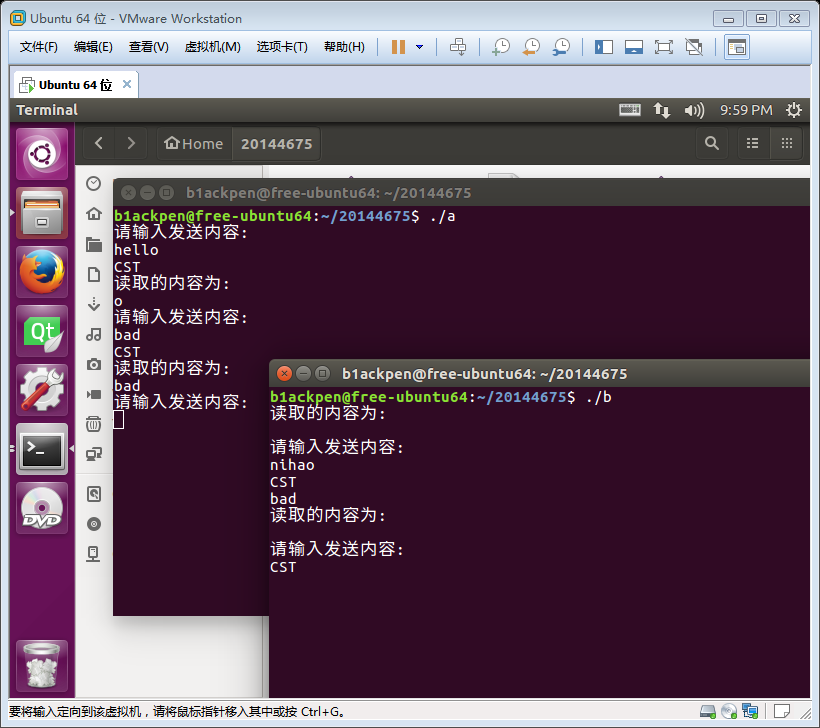 Ubuntu 64 位 - VMware Workstation
文件(F) 编辑(E) 查看(V) 虚拟机(M) 选项卡(T) 帮助(H)
Ubuntu 64 位
Terminal 9:59 PM
Home 20144675
b1ackpen@free-ubuntu64: ~/20144675
b1ackpen@free-ubuntu64:~/20144675$ ./a
请输入发送内容:
hello
CST
读取的内容为:
o
请输入发送内容:
bad
CST
读取的内容为:
bad
请输入发送内容:
b1ackpen@free-ubuntu64: ~/20144675
b1ackpen@free-ubuntu64:~/20144675$ ./b
读取的内容为:
请输入发送内容:
nihao
CST
bad
读取的内容为:
请输入发送内容:
CST
Qt
DVD
要将输入定向到该虚拟机，请将鼠标指针移入其中或按 Ctrl+G。